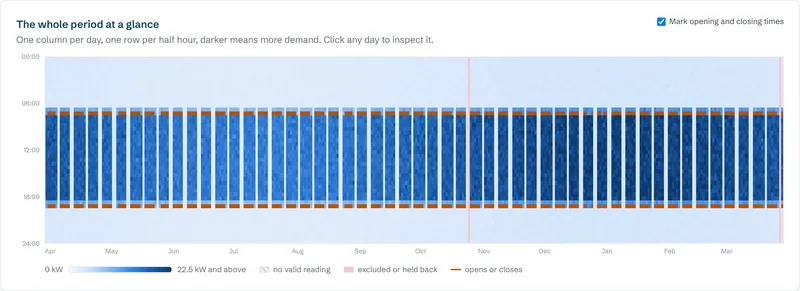 The whole period at a glance
Mark opening and closing times
One column per day, one row per half hour, darker means more demand. Click any day to inspect it.
00:00
06:00
12:00
18:00
24:00
Apr May Jun Jul Aug Sep Oct Nov Dec Jan Feb Mar
0 kW 22.5 kW and above no valid reading excluded or held back opens or closes